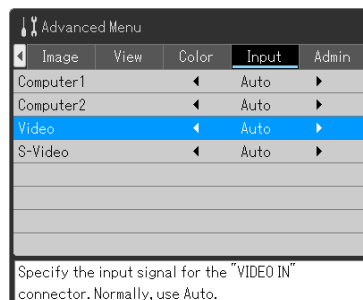 Advanced Menu
Image View Color Input Admin
Computer1 Auto
Computer2 Auto
Video Auto
S-Video Auto
Specify the input signal for the "VIDEO IN"
connector. Normally, use Auto.